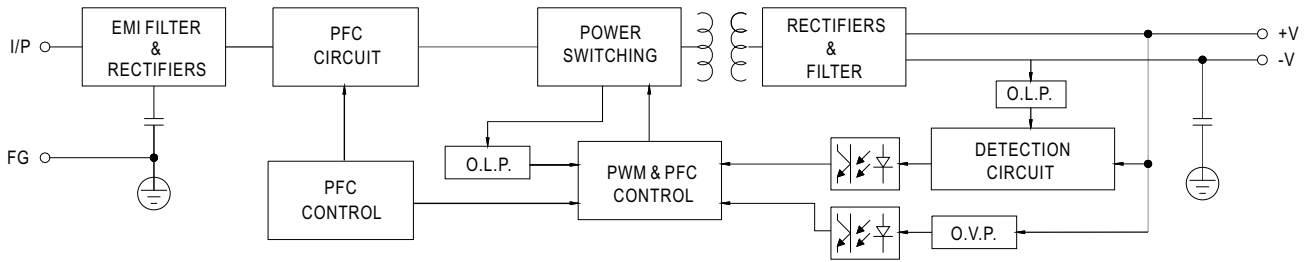 I/P
EMI FILTER
&
RECTIFIERS
PFC
CIRCUIT
POWER
SWITCHING
RECTIFIERS
&
FILTER
+V
-V
O.L.P.
FG
O.L.P.
PFC
CONTROL
PWM & PFC
CONTROL
DETECTION
CIRCUIT
O.V.P.